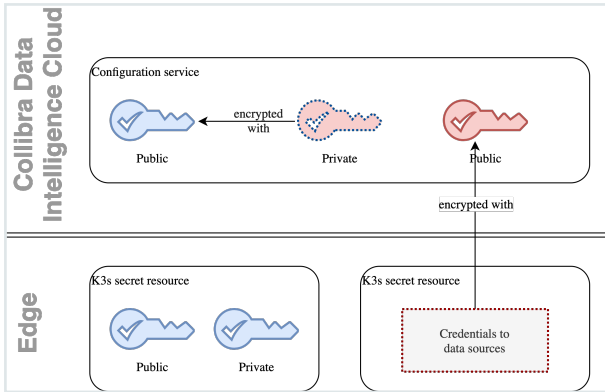 Collibra Data
Intelligence Cloud
Configuration service
encrypted
with
Public
Private
Public
encrypted with
Edge
K3s secret resource
Public
Private
K3s secret resource
Credentials to
data sources